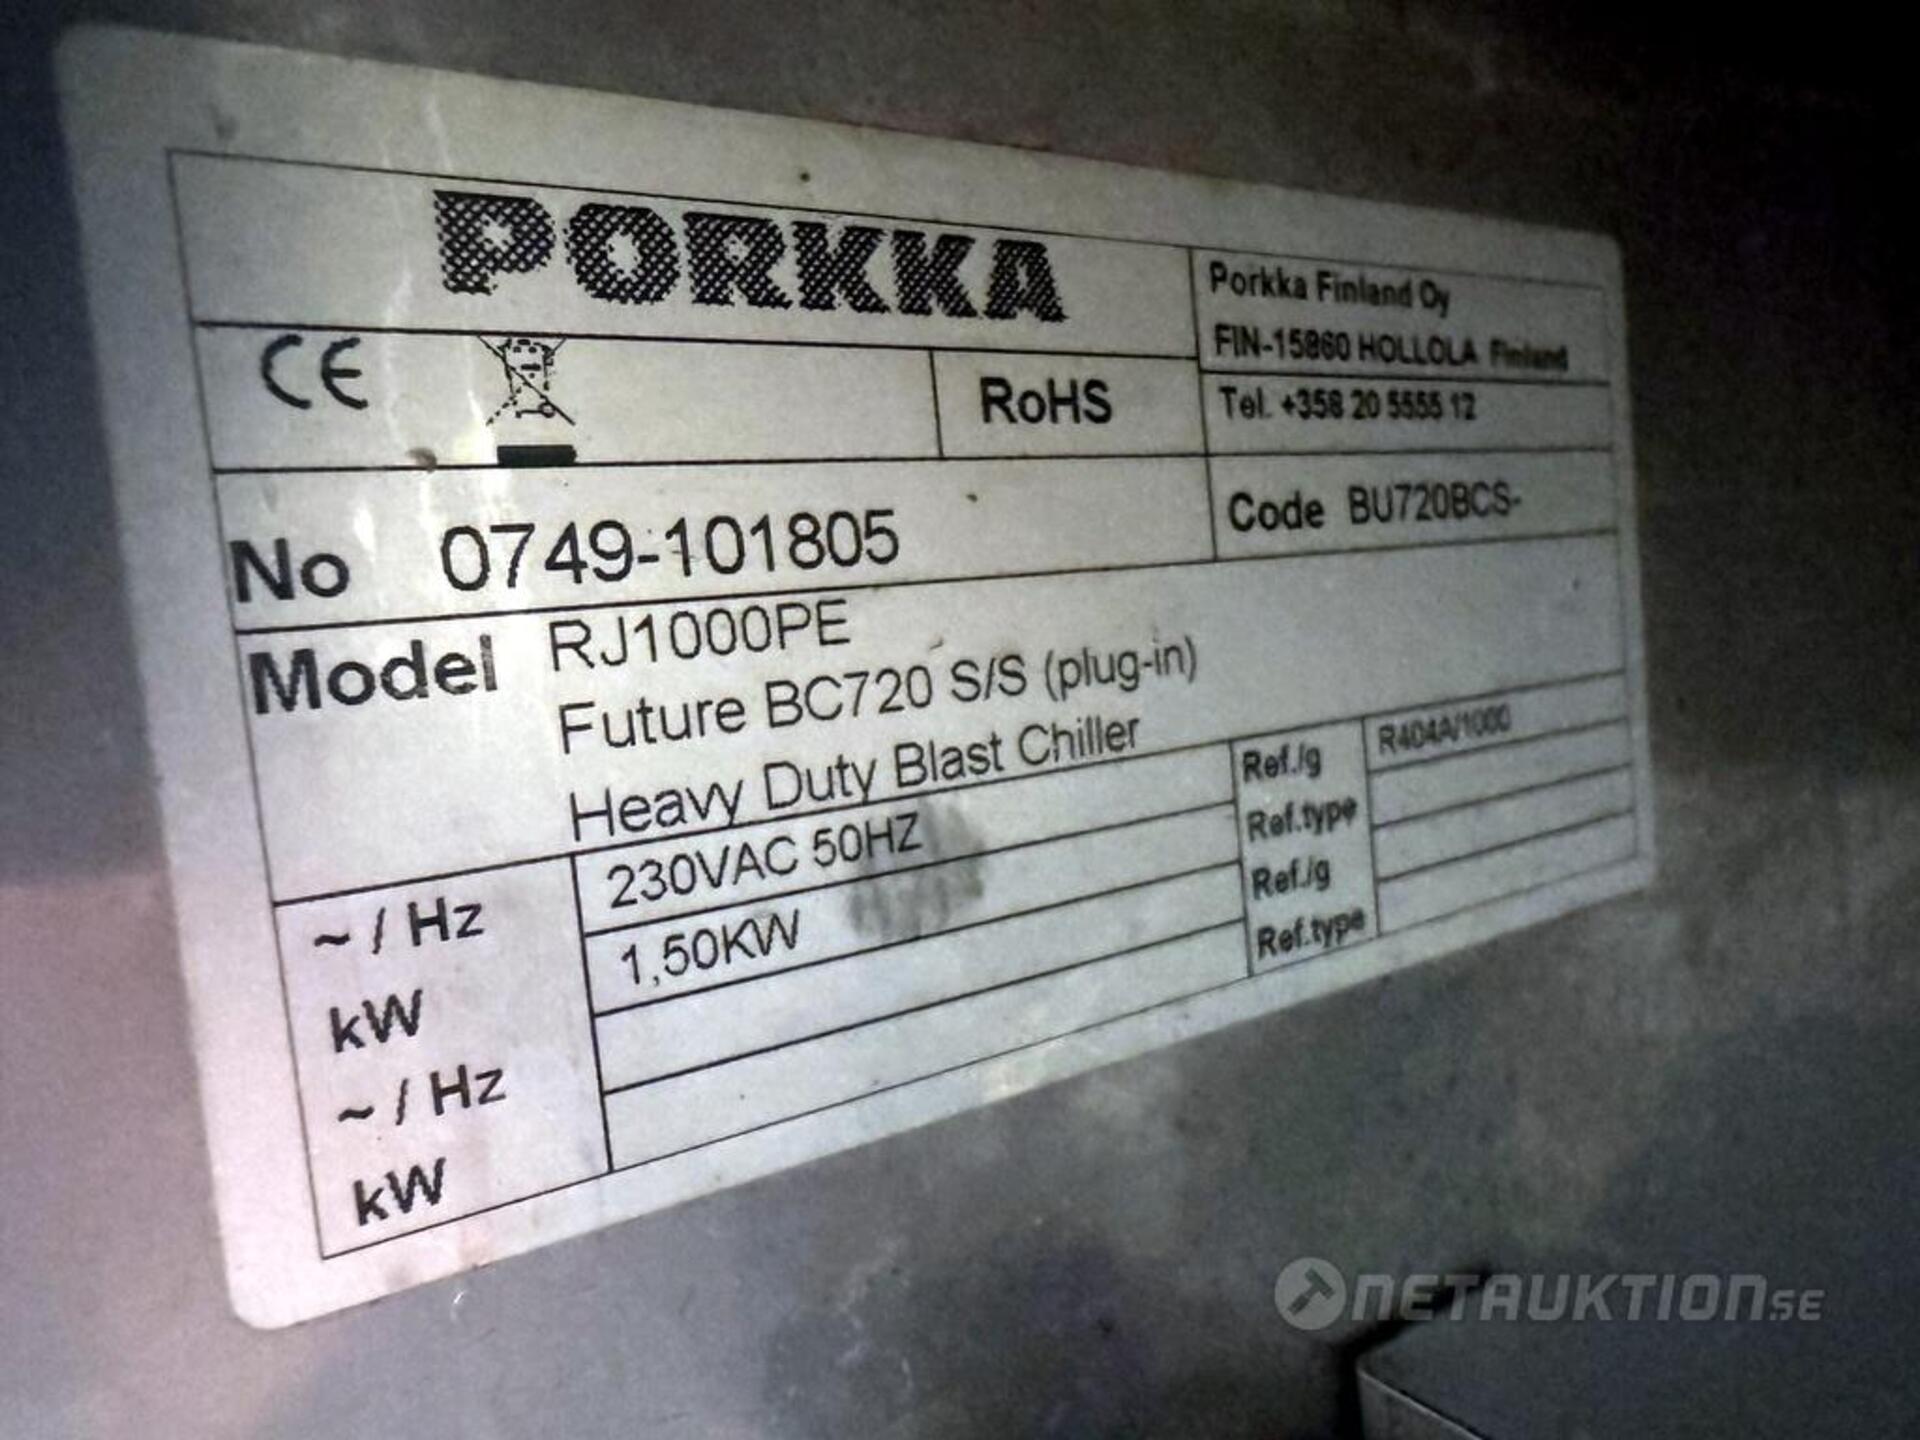 PORKKA
Porkka Finland Oy
FIN-15860 HOLLOLA Finland
CE
RoHS
Tel. +358 20 5555 12
No 0749-101805
Code BU720BCS-
Model RJ1000PE
Future BC720 S/S (plug-in)
Heavy Duty Blast Chiller
~ / Hz 230VAC 50HZ
kW 1,50KW
~ / Hz
kW
Ref./g R404A/1000
Ref.type
Ref./g
Ref.type
NETAUKTION.SE